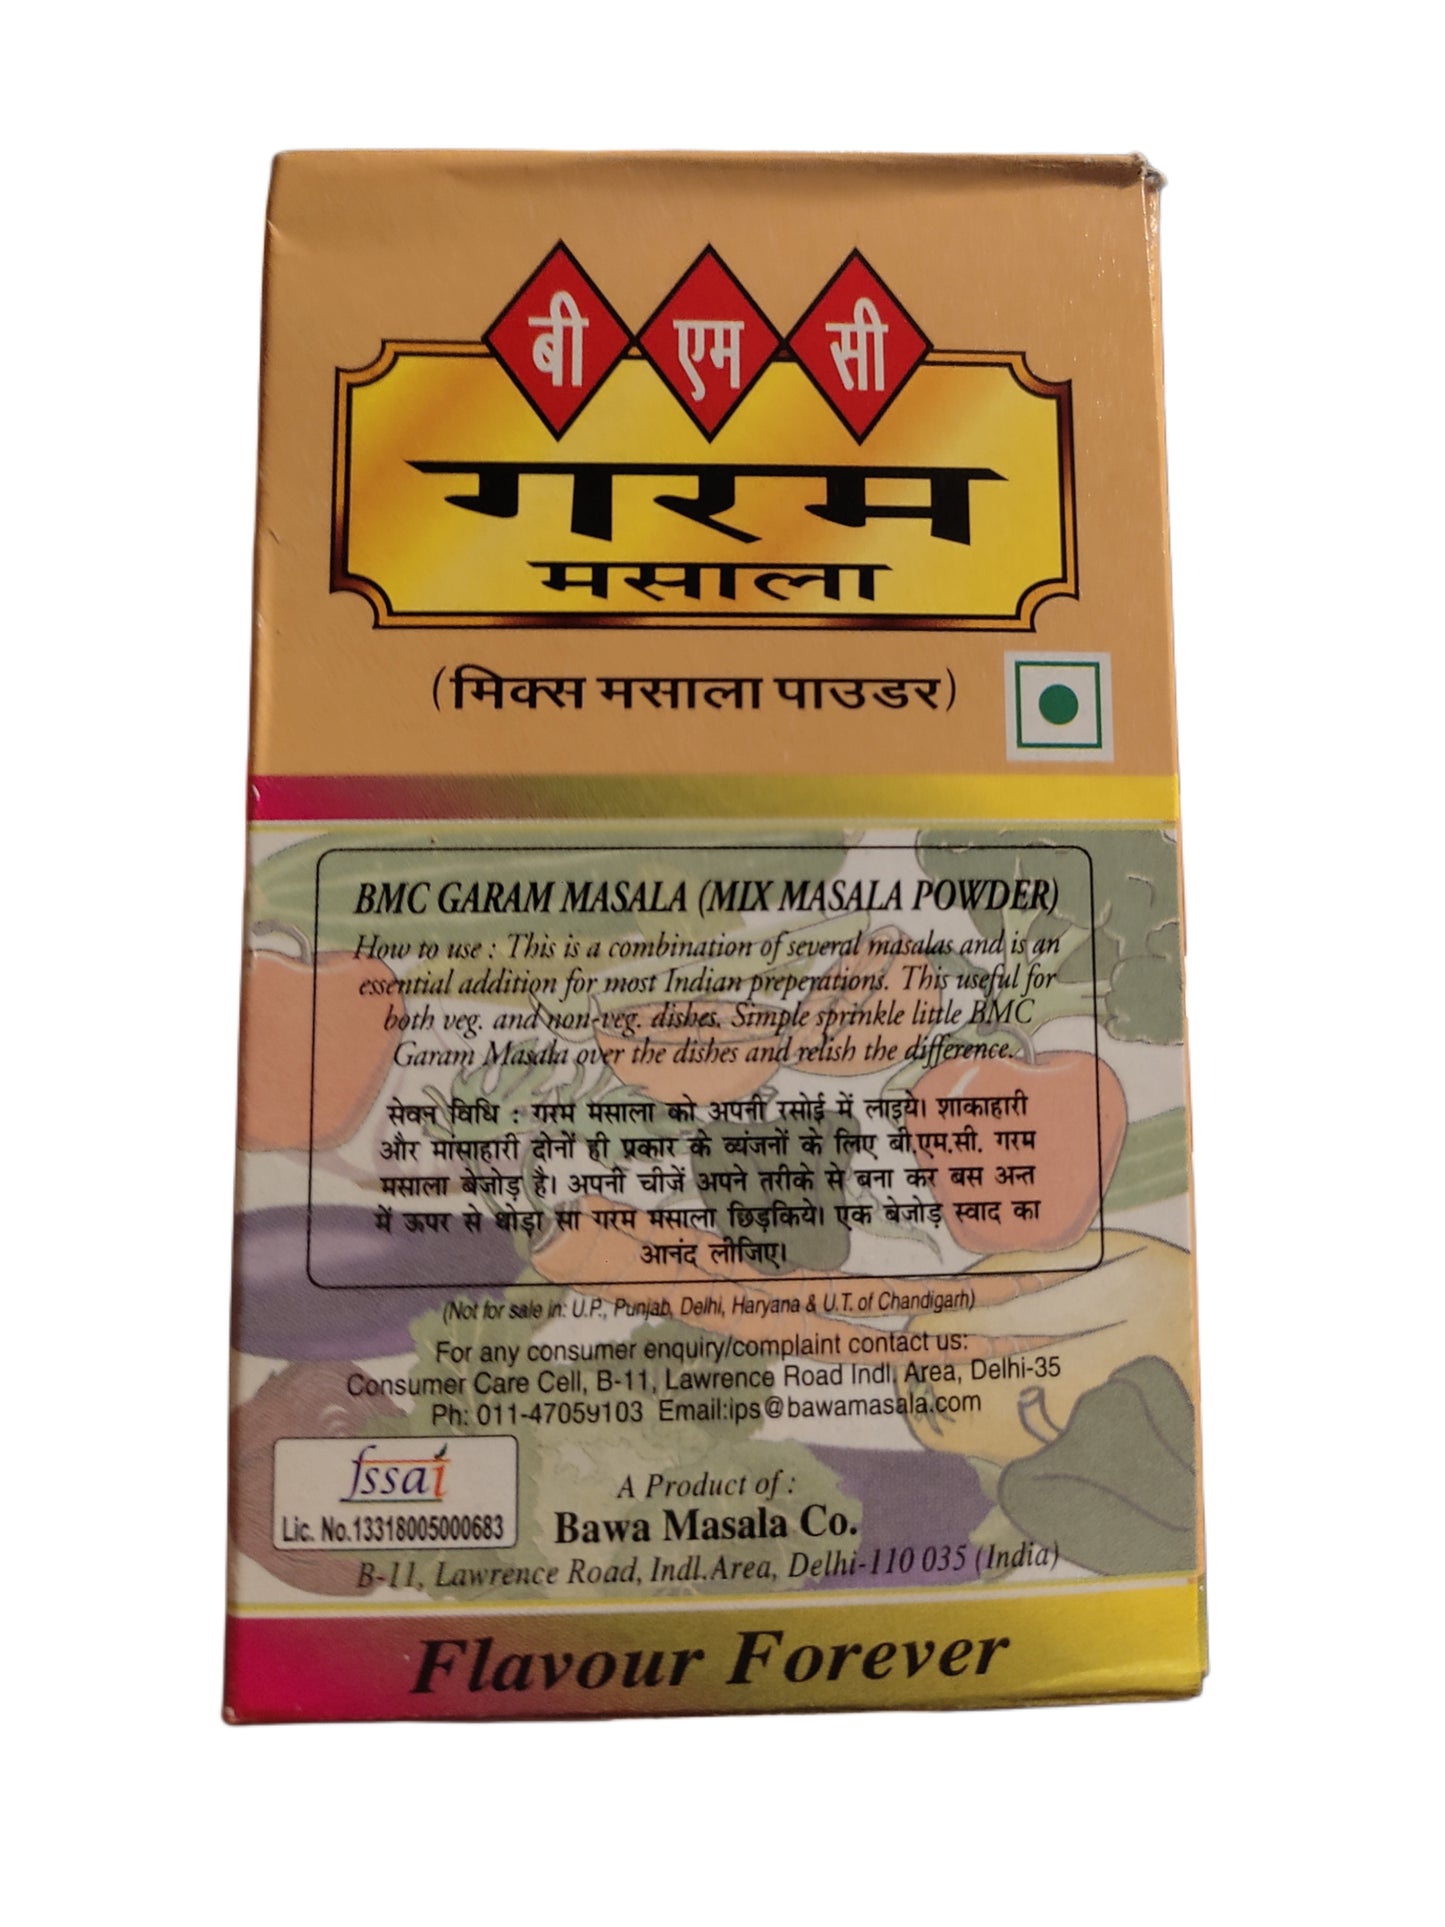 बी एम सी
गरम
मसाला
(मिक्स मसाला पाउडर)
BMC GARAM MASALA (MIX MASALA POWDER)
How to use : This is a combination of several masalas and is an
essential addition for most Indian preperations. This useful for
both veg. and non-veg. dishes. Simple sprinkle little BMC
Garam Masala over the dishes and relish the difference.
सेवन विधि : गरम मसाला को अपनी रसोई में लाइये। शाकाहारी
और मांसाहारी दोनों ही प्रकार के व्यंजनों के लिए बी.एम.सी. गरम
मसाला बेजोड़ है। अपनी चीजें अपने तरीके से बना कर बस अन्त
में ऊपर से थोड़ा सा गरम मसाला छिड़किये। एक बेजोड़ स्वाद का
आनंद लीजिए।
(Not for sale in: U.P., Punjab, Delhi, Haryana & U.T. of Chandigarh)
For any consumer enquiry/complaint contact us:
Consumer Care Cell, B-11, Lawrence Road Indl. Area, Delhi-35
Ph: 011-47059103 Email:ips@bawamasala.com
fssai
Lic. No.13318005000683
A Product of :
Bawa Masala Co.
B-11, Lawrence Road, Indl.Area, Delhi-110 035 (India)
Flavour Forever